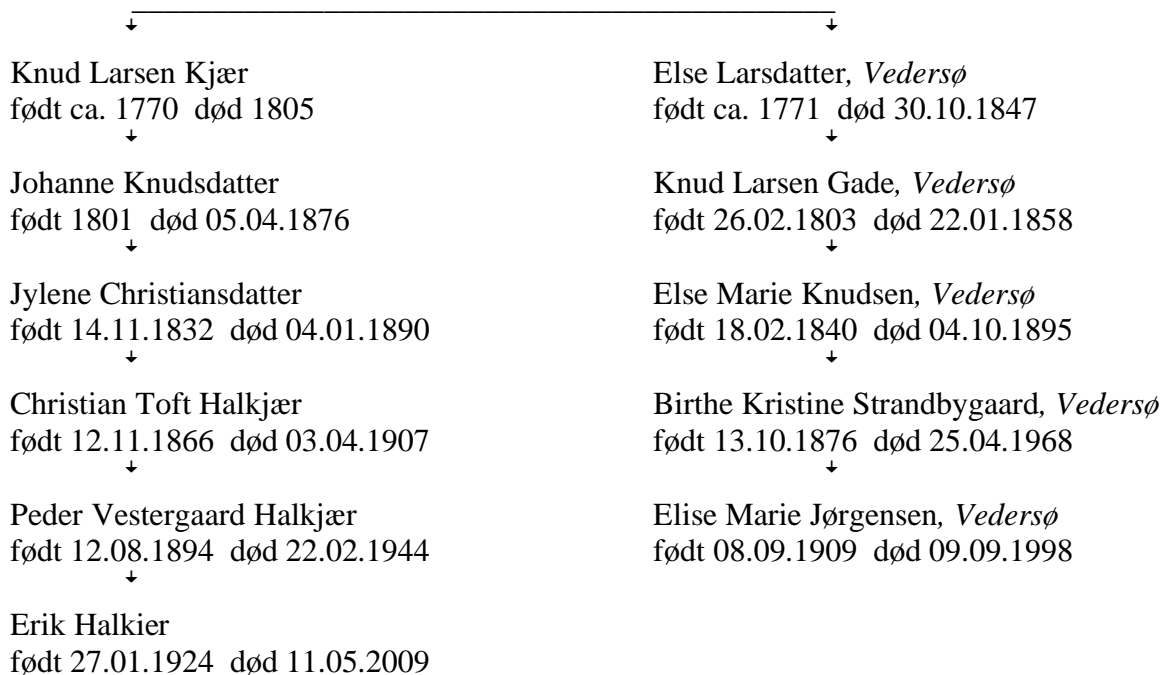 Knud Larsen Kjær
født ca. 1770  død 1805
Johanne Knudsdatter
født 1801  død 05.04.1876
Jylene Christiansdatter
født 14.11.1832  død 04.01.1890
Christian Toft Halkjær
født 12.11.1866  død 03.04.1907
Peder Vestergaard Halkjær
født 12.08.1894  død 22.02.1944
Erik Halkier
født 27.01.1924  død 11.05.2009
Else Larsdatter, Vedersø
født ca. 1771  død 30.10.1847
Knud Larsen Gade, Vedersø
født 26.02.1803  død 22.01.1858
Else Marie Knudsen, Vedersø
født 18.02.1840  død 04.10.1895
Birthe Kristine Strandbygaard, Vedersø
født 13.10.1876  død 25.04.1968
Elise Marie Jørgensen, Vedersø
født 08.09.1909  død 09.09.1998